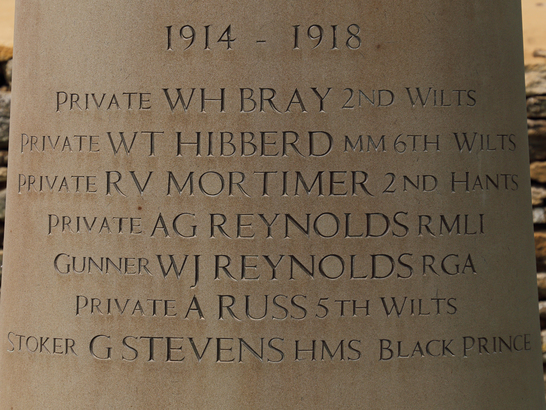 1914 - 1918
PRIVATE WH BRAY 2ND WILTS
PRIVATE WT HIBBERD MM 6TH WILTS
PRIVATE RV MORTIMER 2ND HANTS
PRIVATE AG REYNOLDS RMLI
GUNNER WJ REYNOLDS RGA
PRIVATE A RUSS 5TH WILTS
STOKER G STEVENS HMS BLACK PRINCE